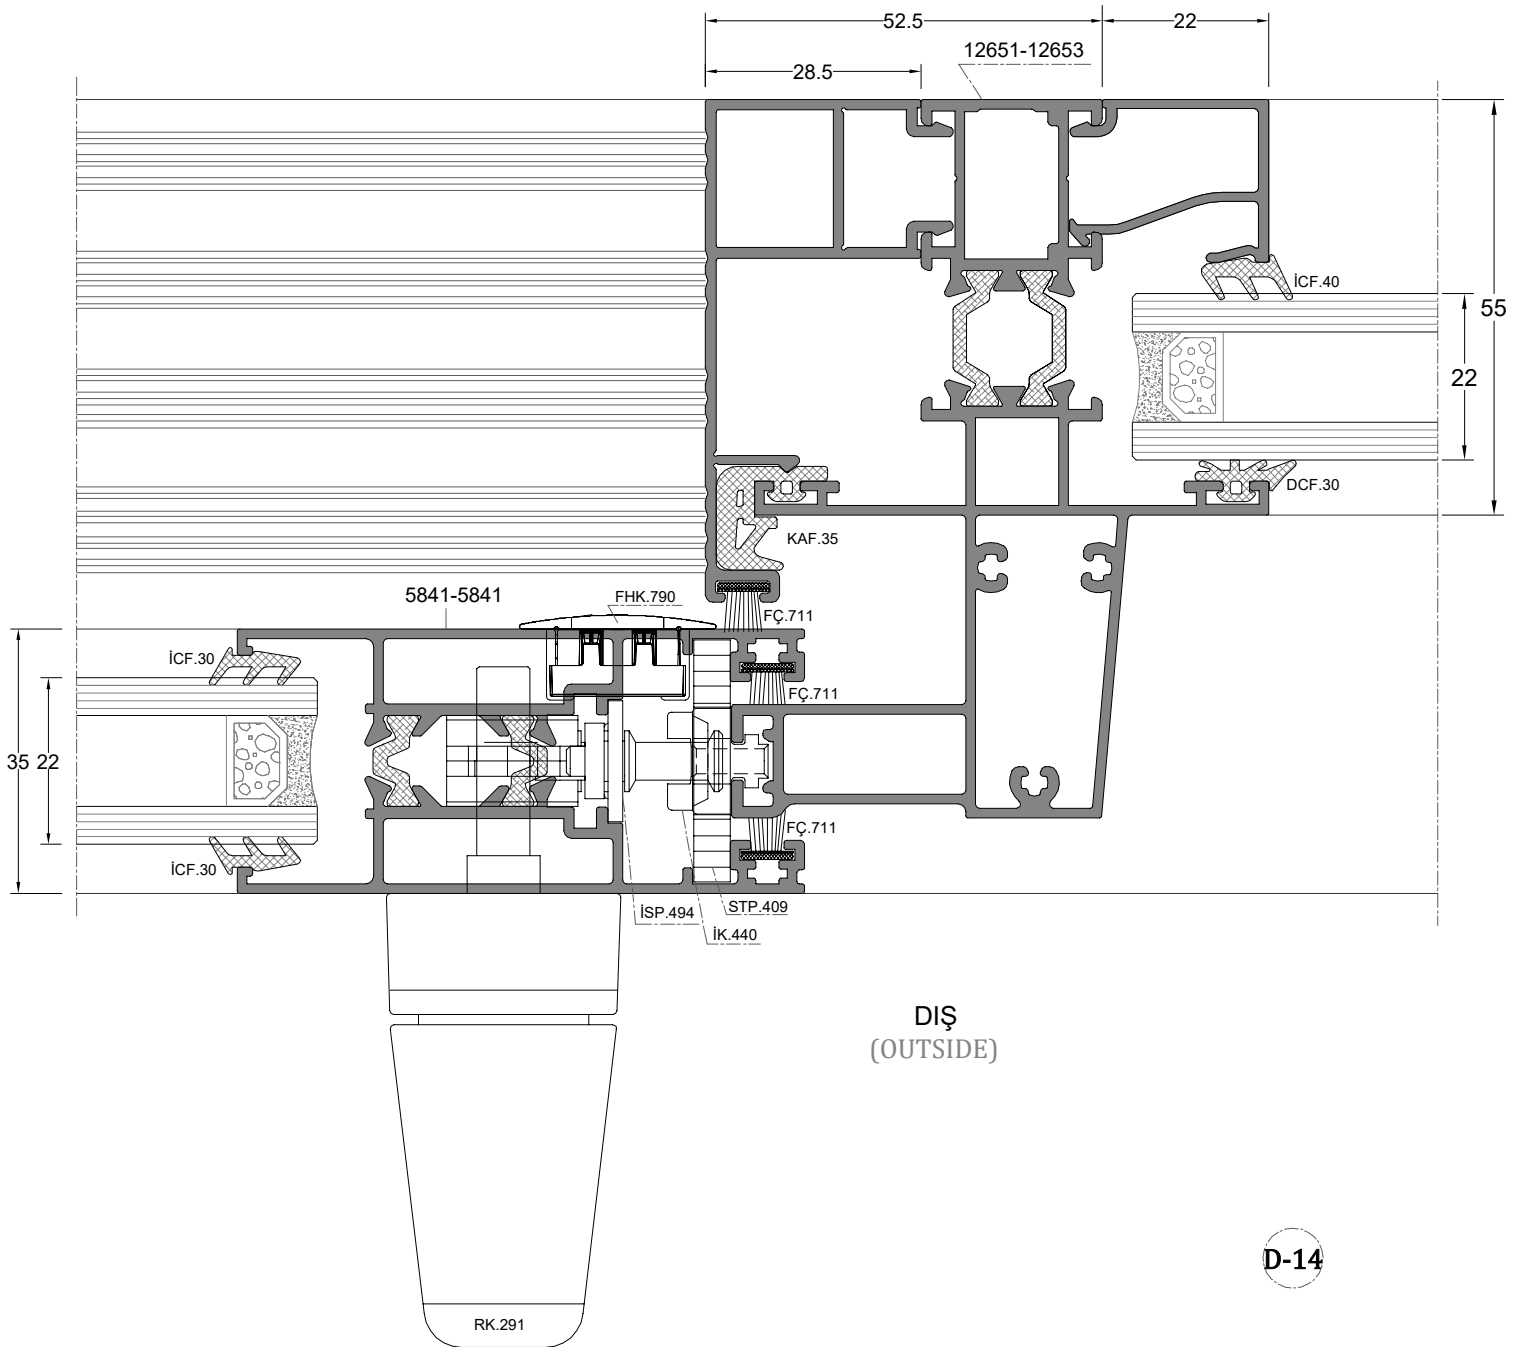 52.5
22
12651-12653
28.5
İCF.40
55
22
DCF.30
KAF.35
5841-5841
FHK.790
FÇ.711
İCF.30
FÇ.711
35
22
FÇ.711
İCF.30
İSP.494
STP.409
İK.440
DIŞ
(OUTSIDE)
D-14
RK.291